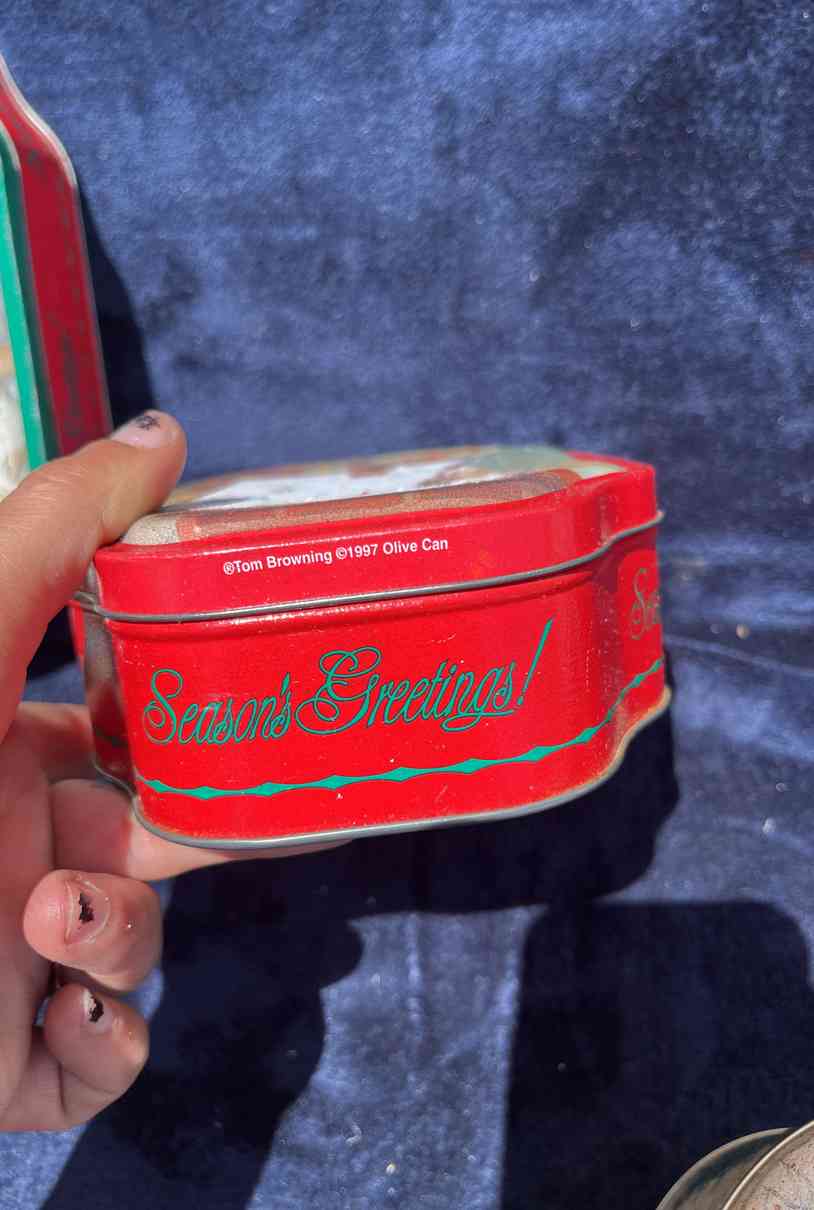 ®Tom Browning ©1997 Olive Can
Season's Greetings!